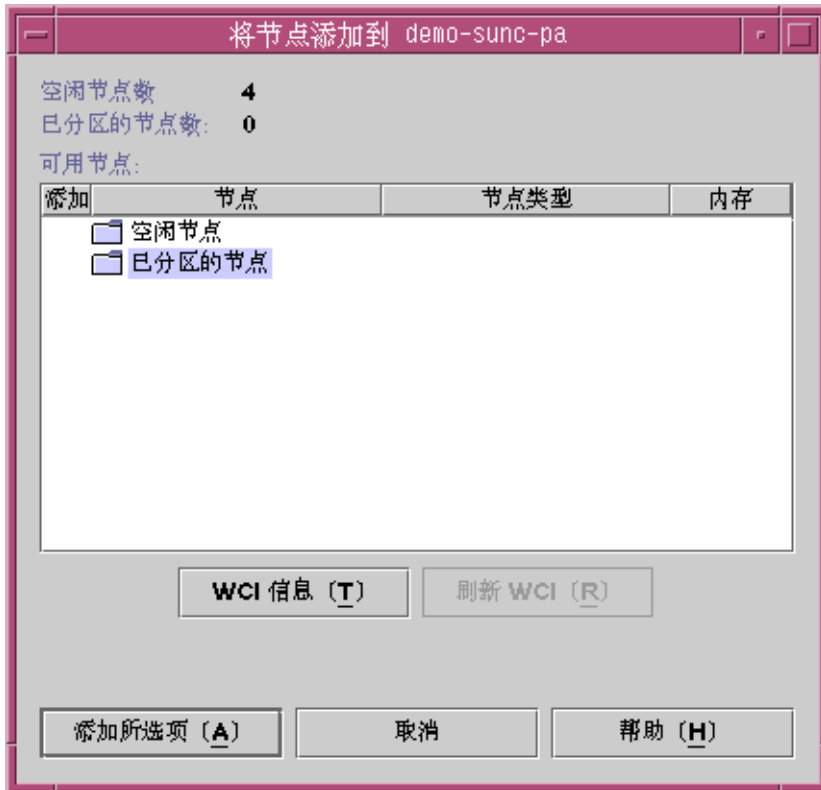 将节点添加到 demo-sunc-pa
空闲节点数 4
已分区的节点数: 0
可用节点:
添加 节点 节点类型 内存
空闲节点
已分区的节点
WCI 信息 (T) 刷新 WCI (R)
添加所选项 (A) 取消 帮助 (H)